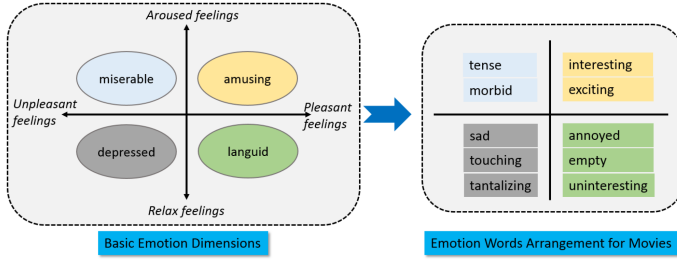 Aroused feelings
miserable
amusing
Unpleasant
feelings
Pleasant
feelings
depressed
languid
Relax feelings
Basic Emotion Dimensions
tense
morbid
interesting
exciting
sad
touching
tantalizing
annoyed
empty
uninteresting
Emotion Words Arrangement for Movies